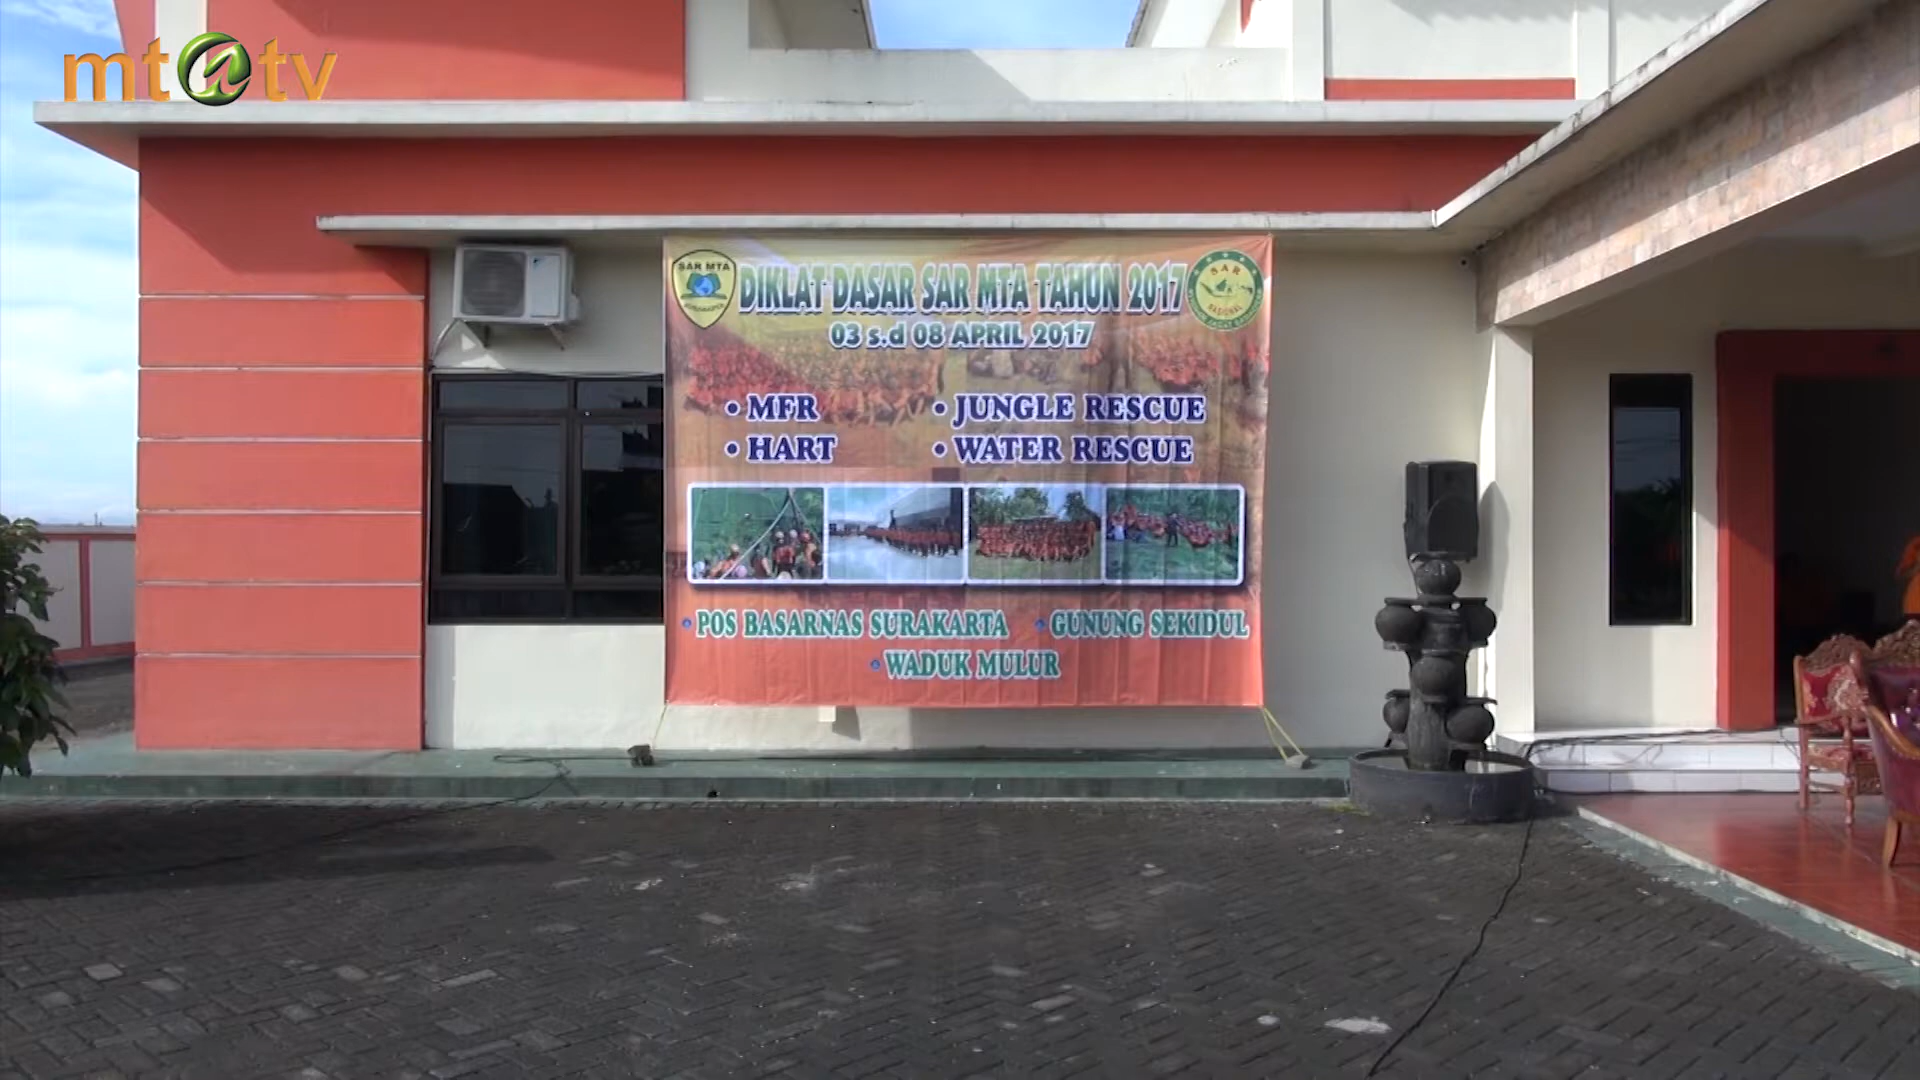 mt@tv
SAR MTA
DIKLAT DASAR SAR MTA TAHUN 2017
SAR
NASIONAL
03 s.d 08 APRIL 2017
• MFR • JUNGLE RESCUE
• HART • WATER RESCUE
• POS BASARNAS SURAKARTA • GUNUNG SEKIDUL
• WADUK MULUR